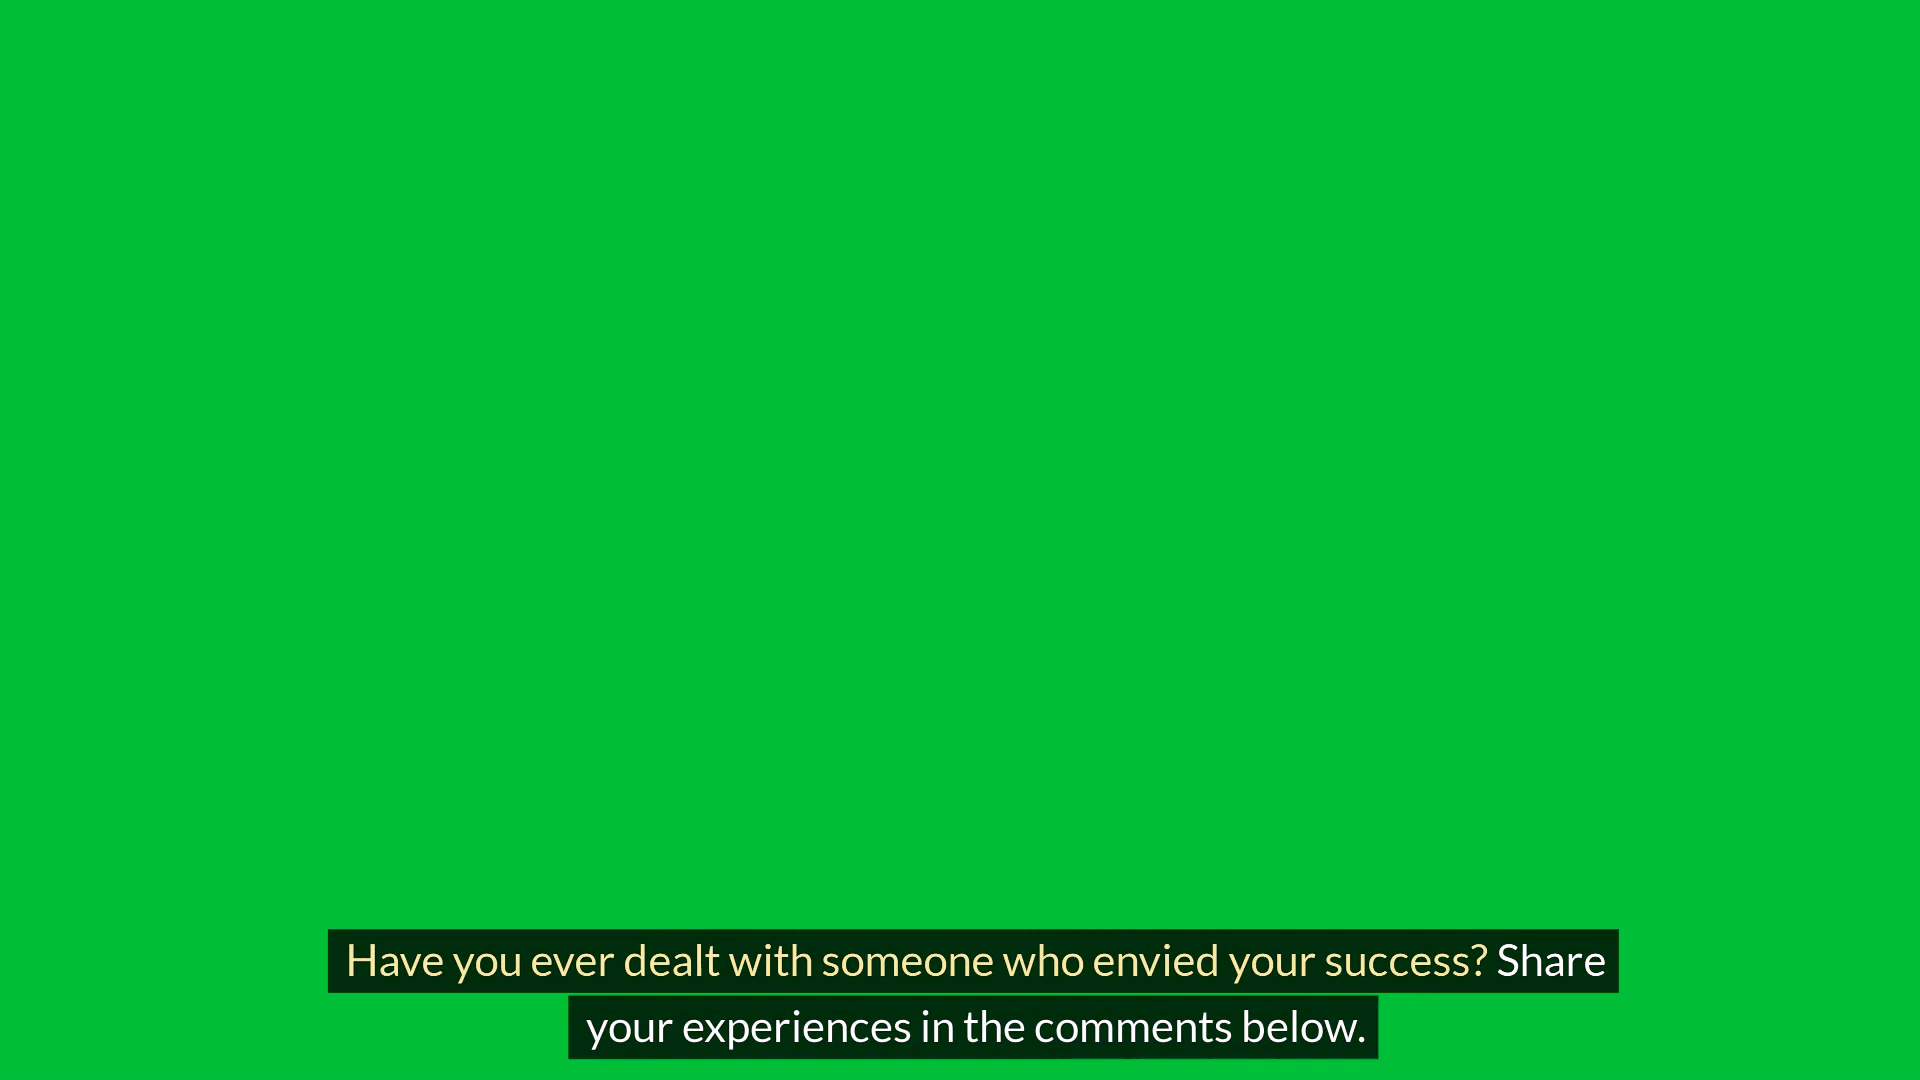 Have you ever dealt with someone who envied your success? Share
your experiences in the comments below.